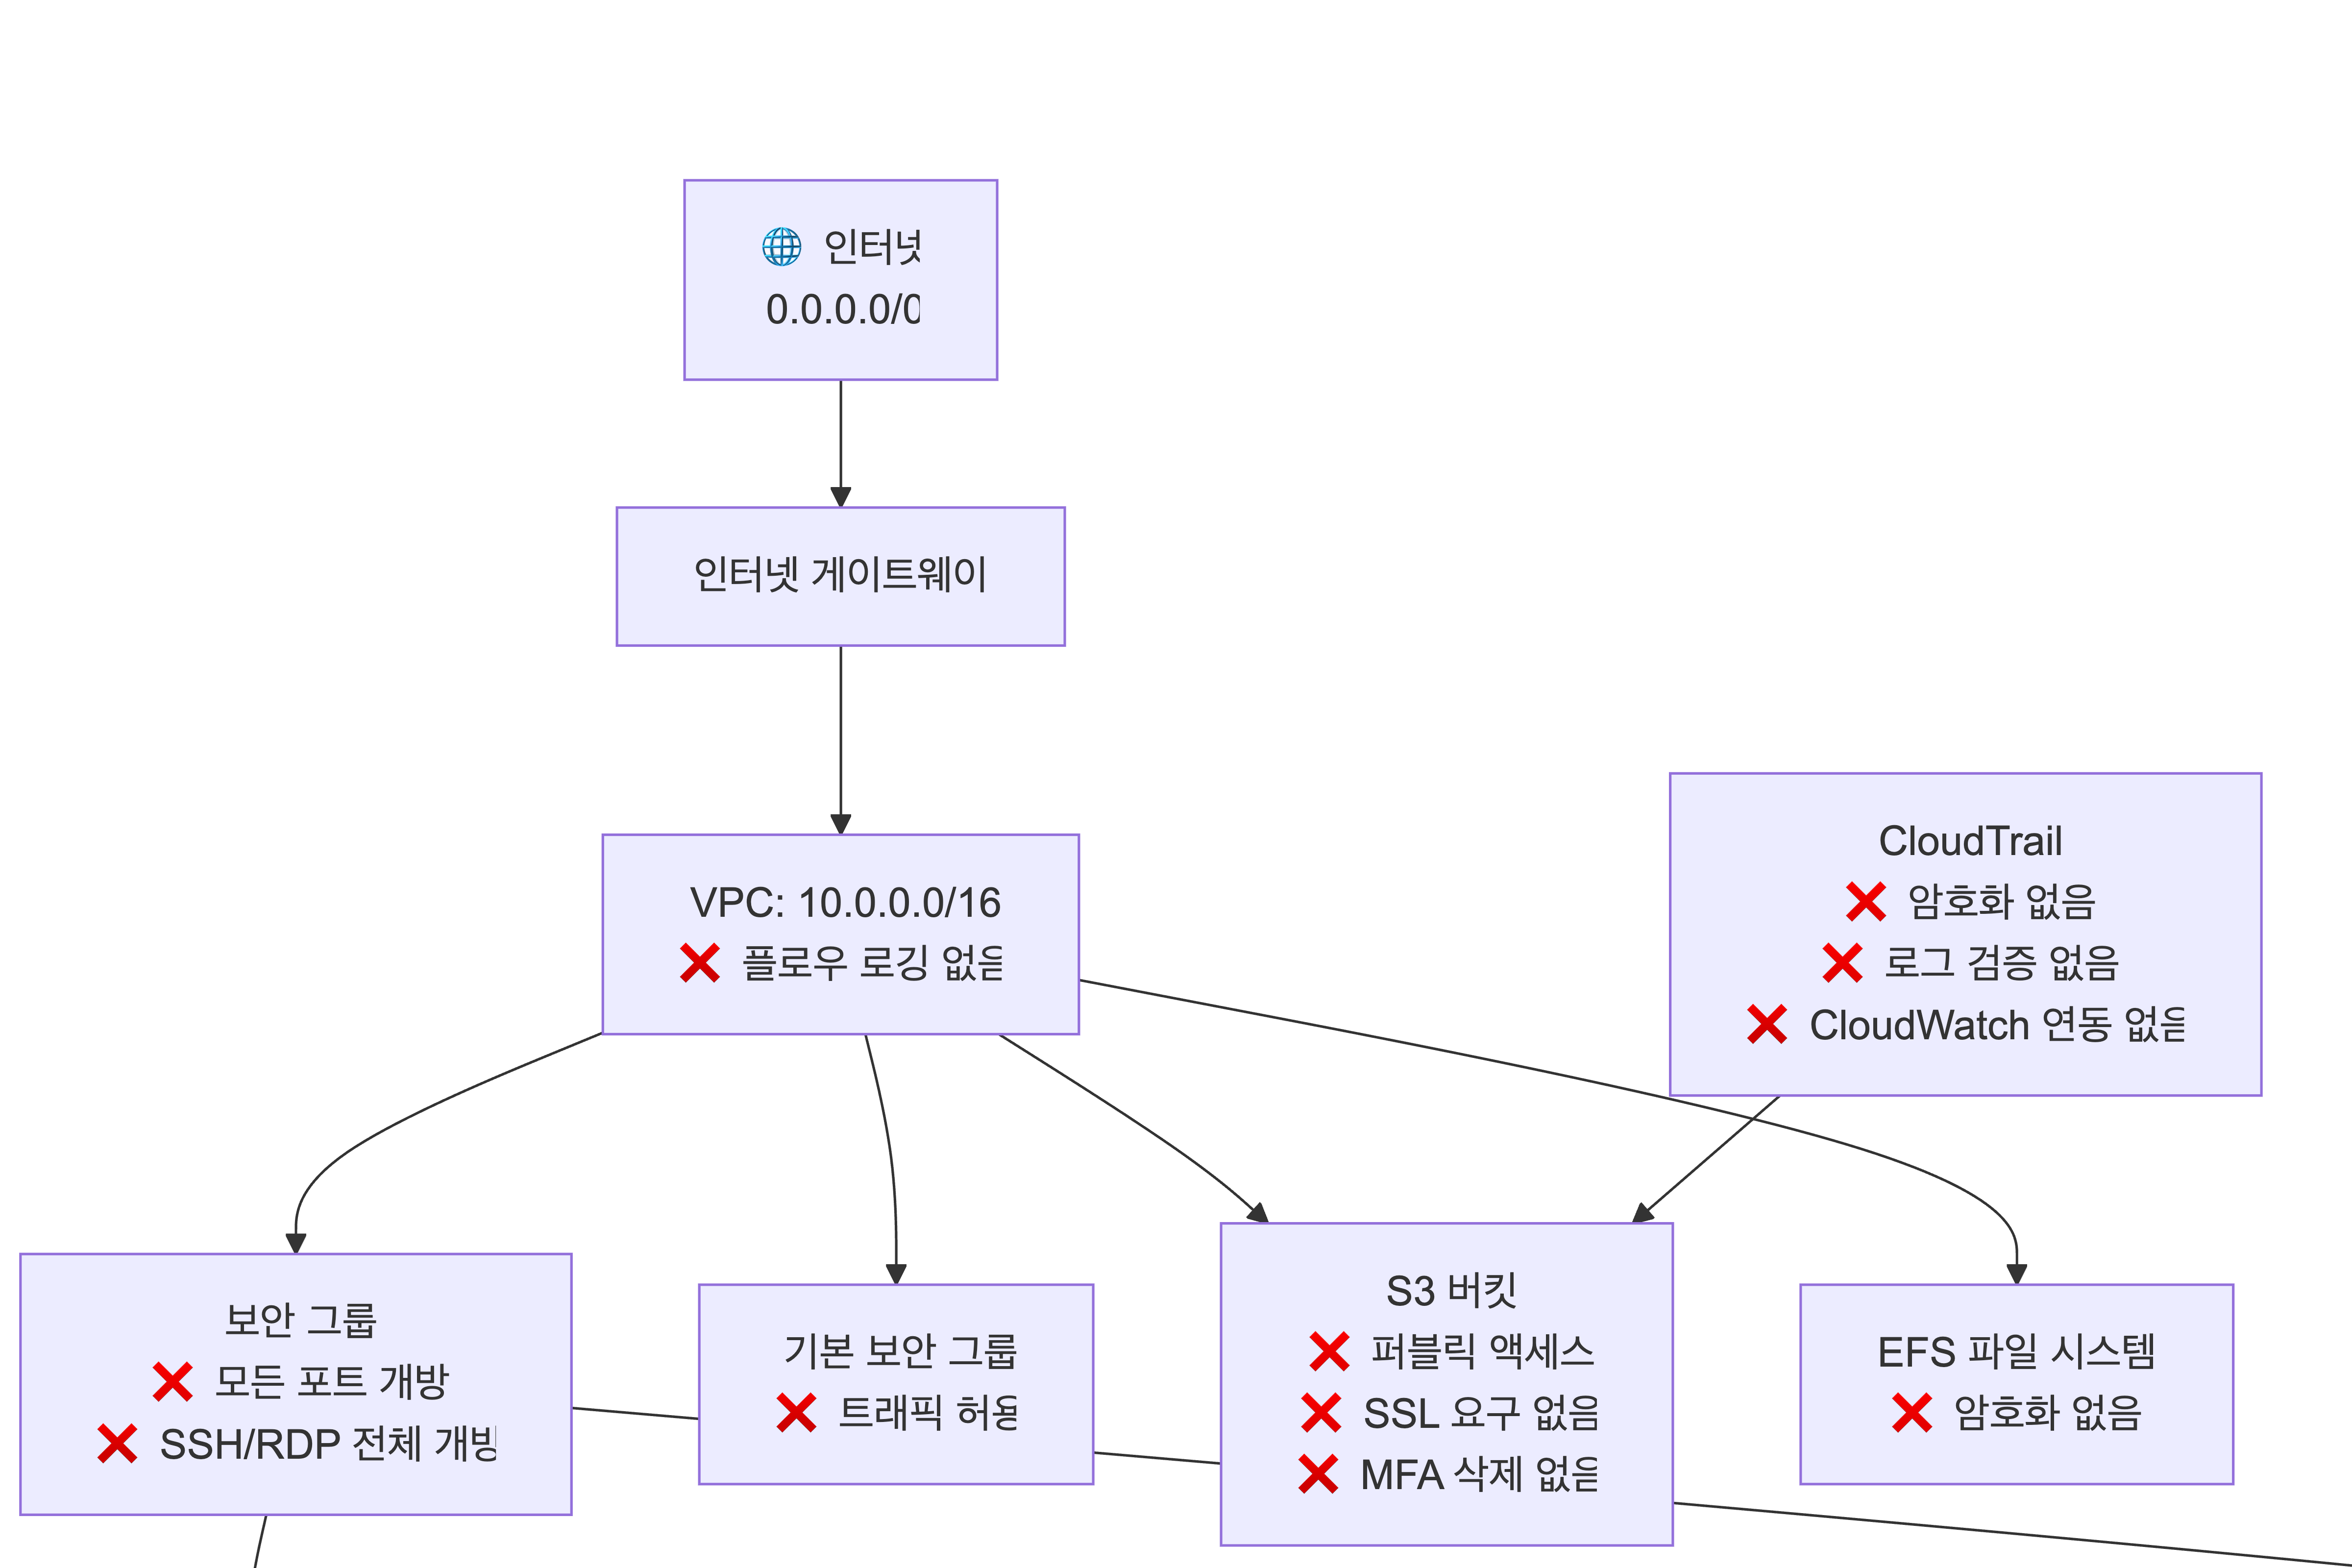 🌐 인터넷
0.0.0.0/0
인터넷 게이트웨이
VPC: 10.0.0.0/16
❌ 플로우 로깅 없음
CloudTrail
❌ 암호화 없음
❌ 로그 검증 없음
❌ CloudWatch 연동 없음
보안 그룹
❌ 모든 포트 개방
❌ SSH/RDP 전체 개방
기본 보안 그룹
❌ 트래픽 허용
S3 버킷
❌ 퍼블릭 액세스
❌ SSL 요구 없음
❌ MFA 삭제 없음
EFS 파일 시스템
❌ 암호화 없음